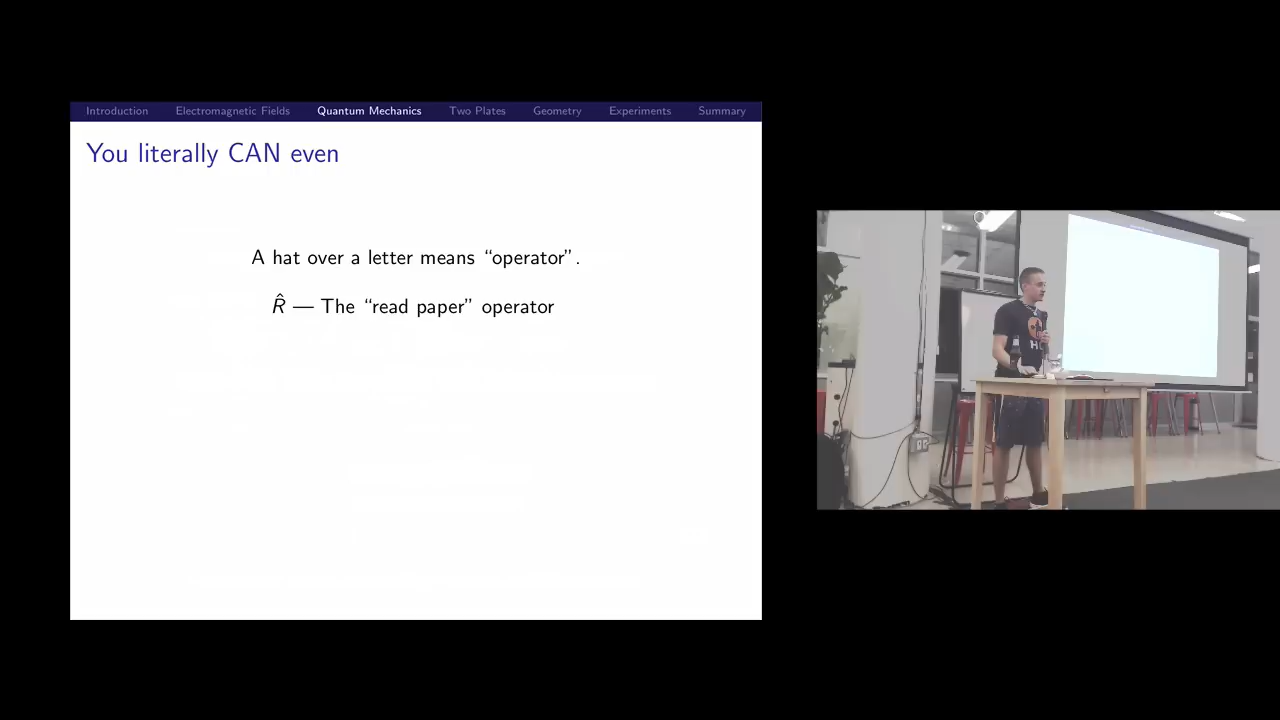 Introduction Electromagnetic Fields Quantum Mechanics Two Plates Geometry Experiments Summary
You literally CAN even
A hat over a letter means “operator”.
R̂ — The “read paper” operator